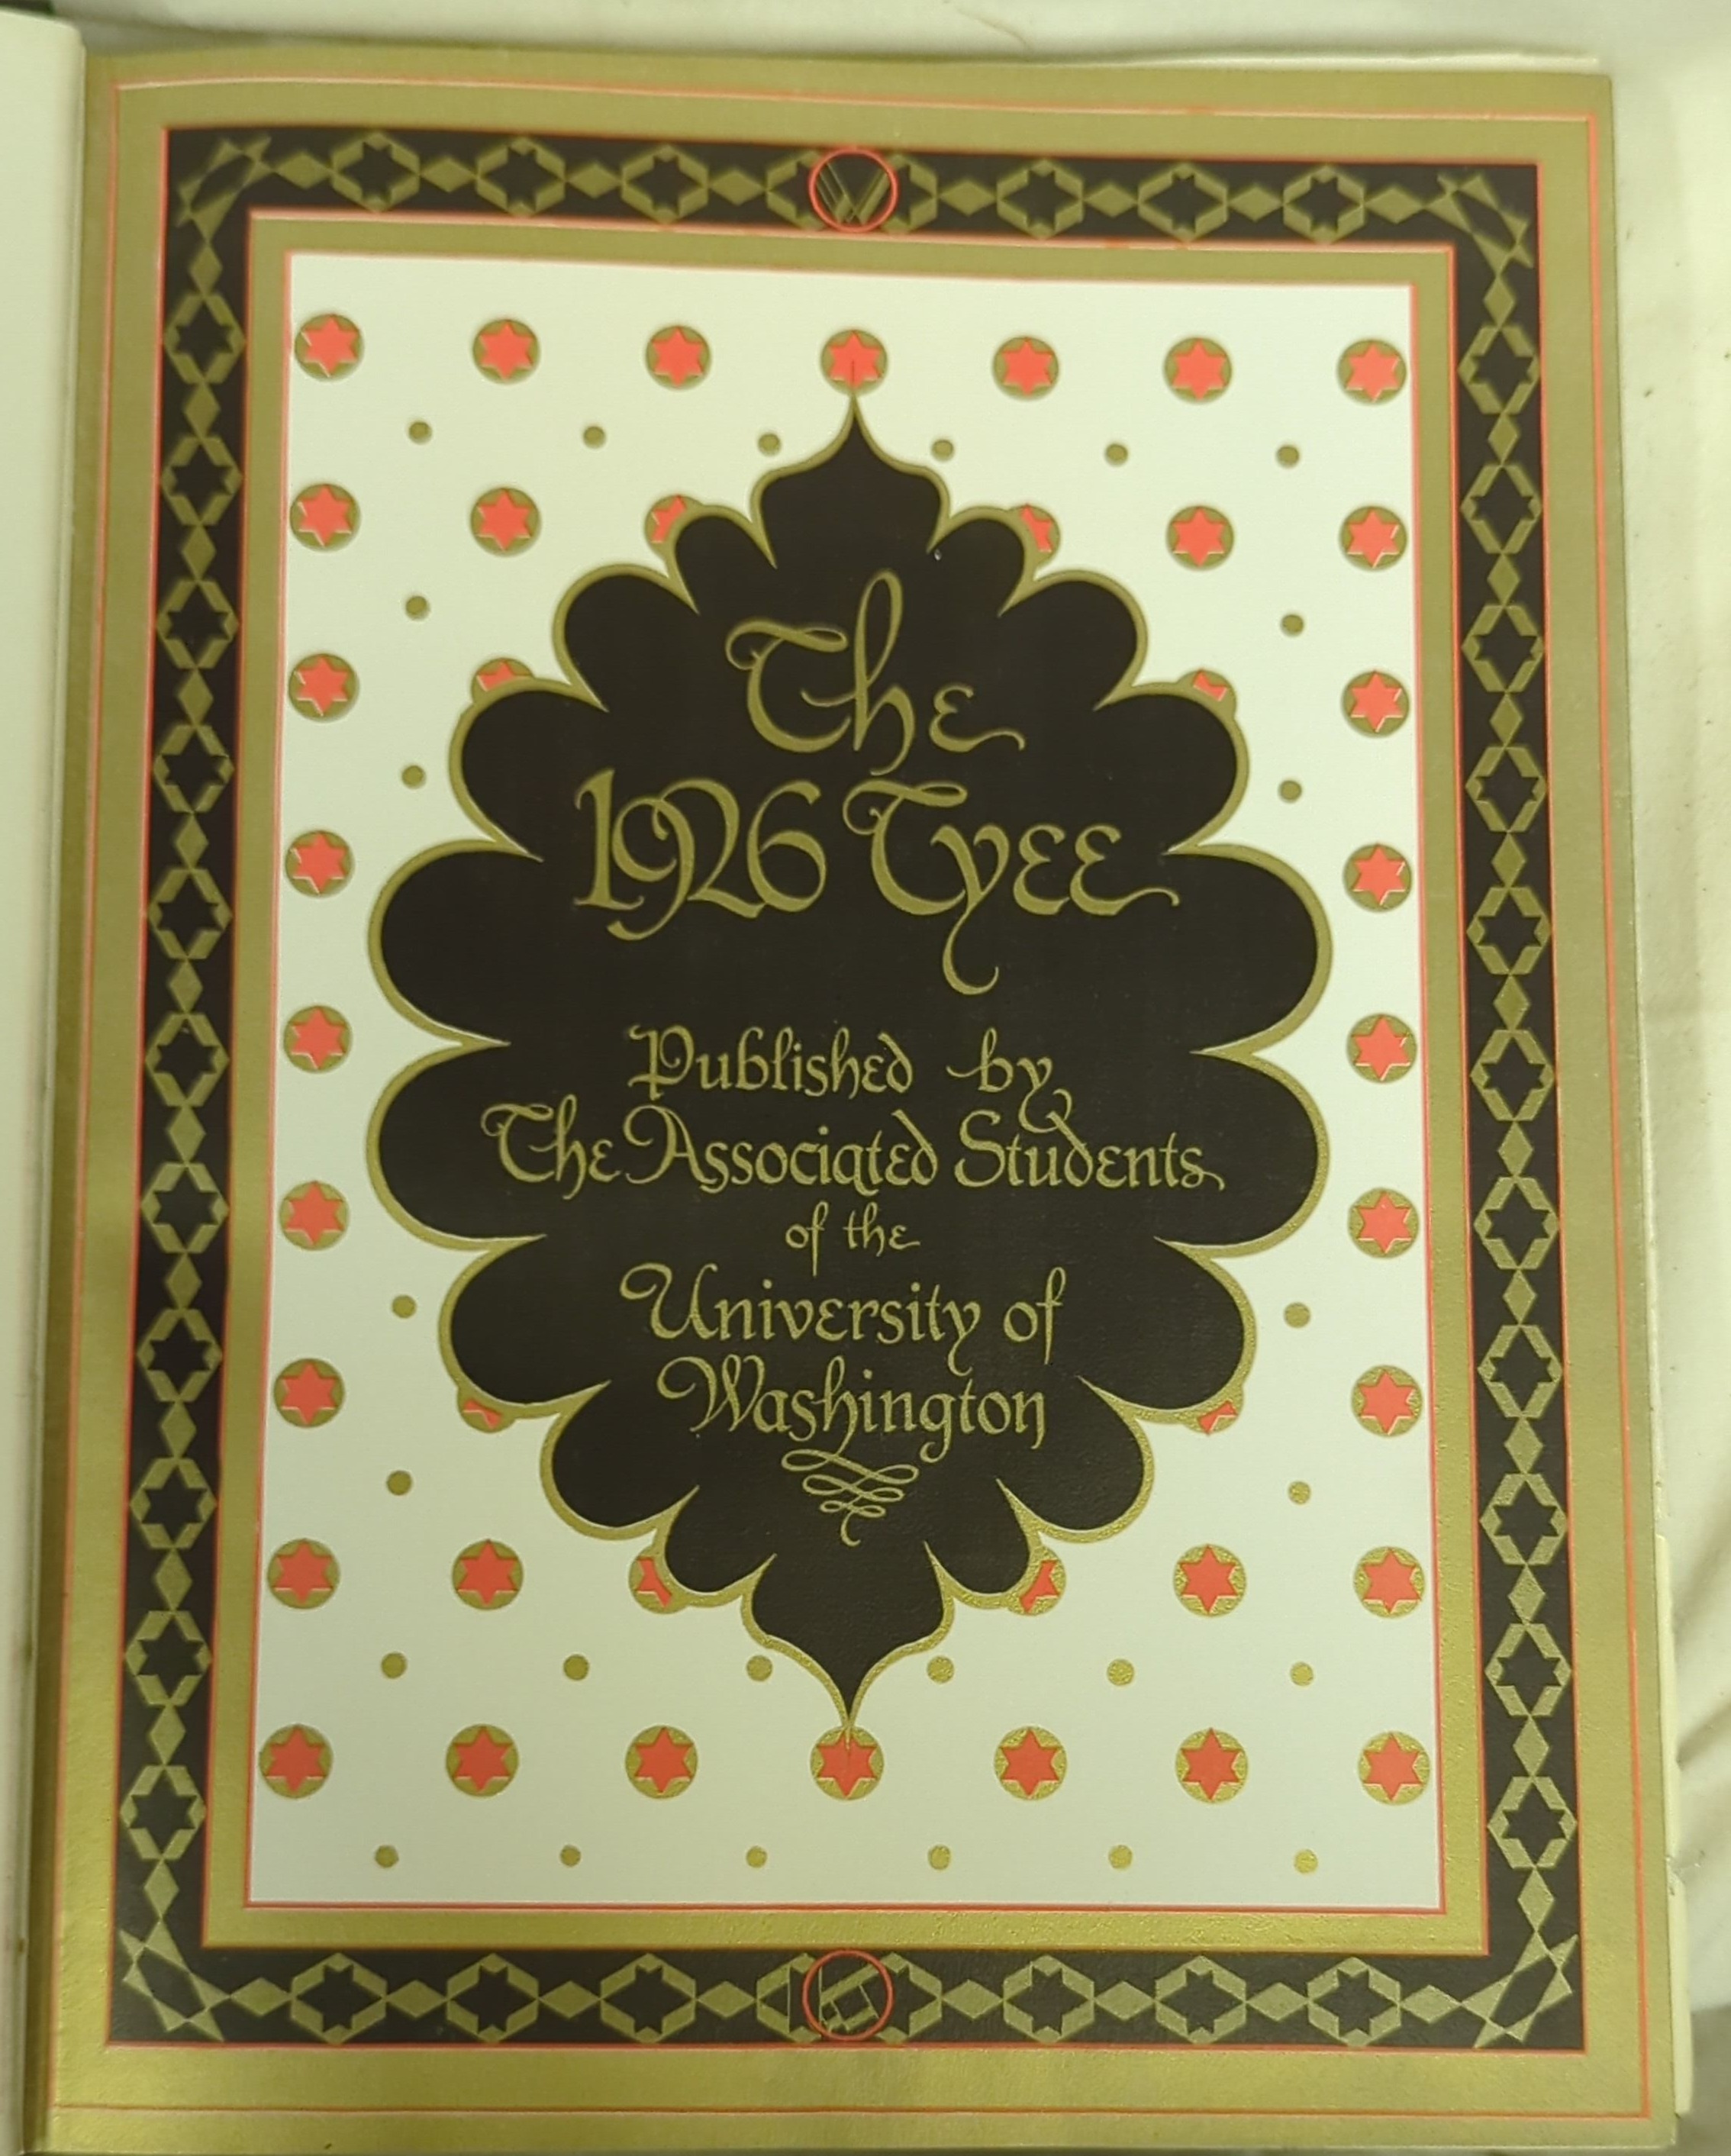 W
The
1926 Tyee
Published by
The Associated Students
of the
University of
Washington